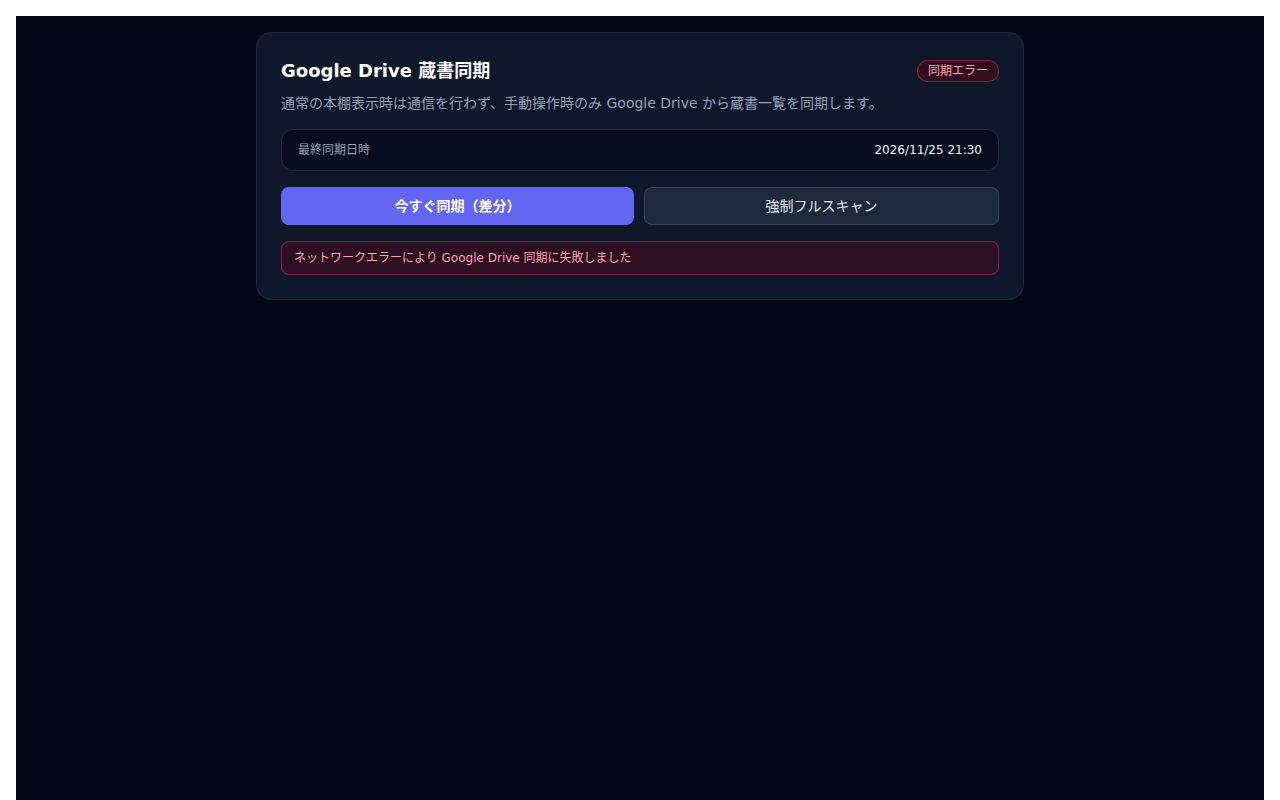 Google Drive 蔵書同期
同期エラー
通常の本棚表示時は通信を行わず、手動操作時のみ Google Drive から蔵書一覧を同期します。
最終同期日時
2026/11/25 21:30
今すぐ同期（差分）
強制フルスキャン
ネットワークエラーにより Google Drive 同期に失敗しました